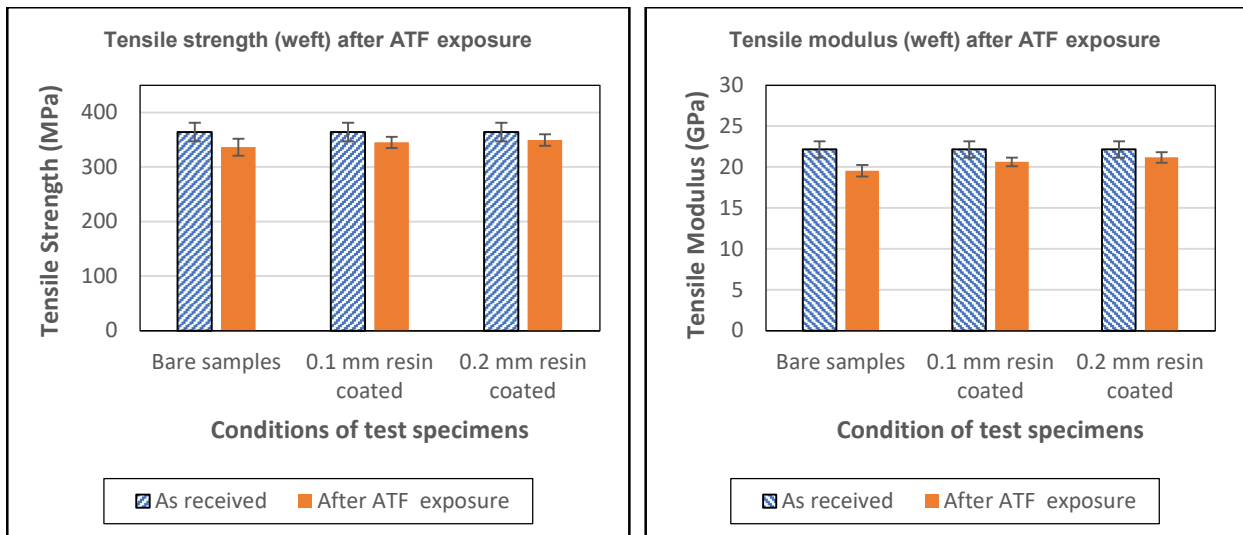 Tensile strength (weft) after ATF exposure
Tensile Strength (MPa)
400
300
200
100
0
Bare samples
0.1 mm resin
coated
0.2 mm resin
coated
Conditions of test specimens
As received
After ATF exposure
Tensile modulus (weft) after ATF exposure
Tensile Modulus (GPa)
30
25
20
15
10
5
0
Bare samples
0.1 mm resin
coated
0.2 mm resin
coated
Condition of test specimens
As received
After ATF exposure